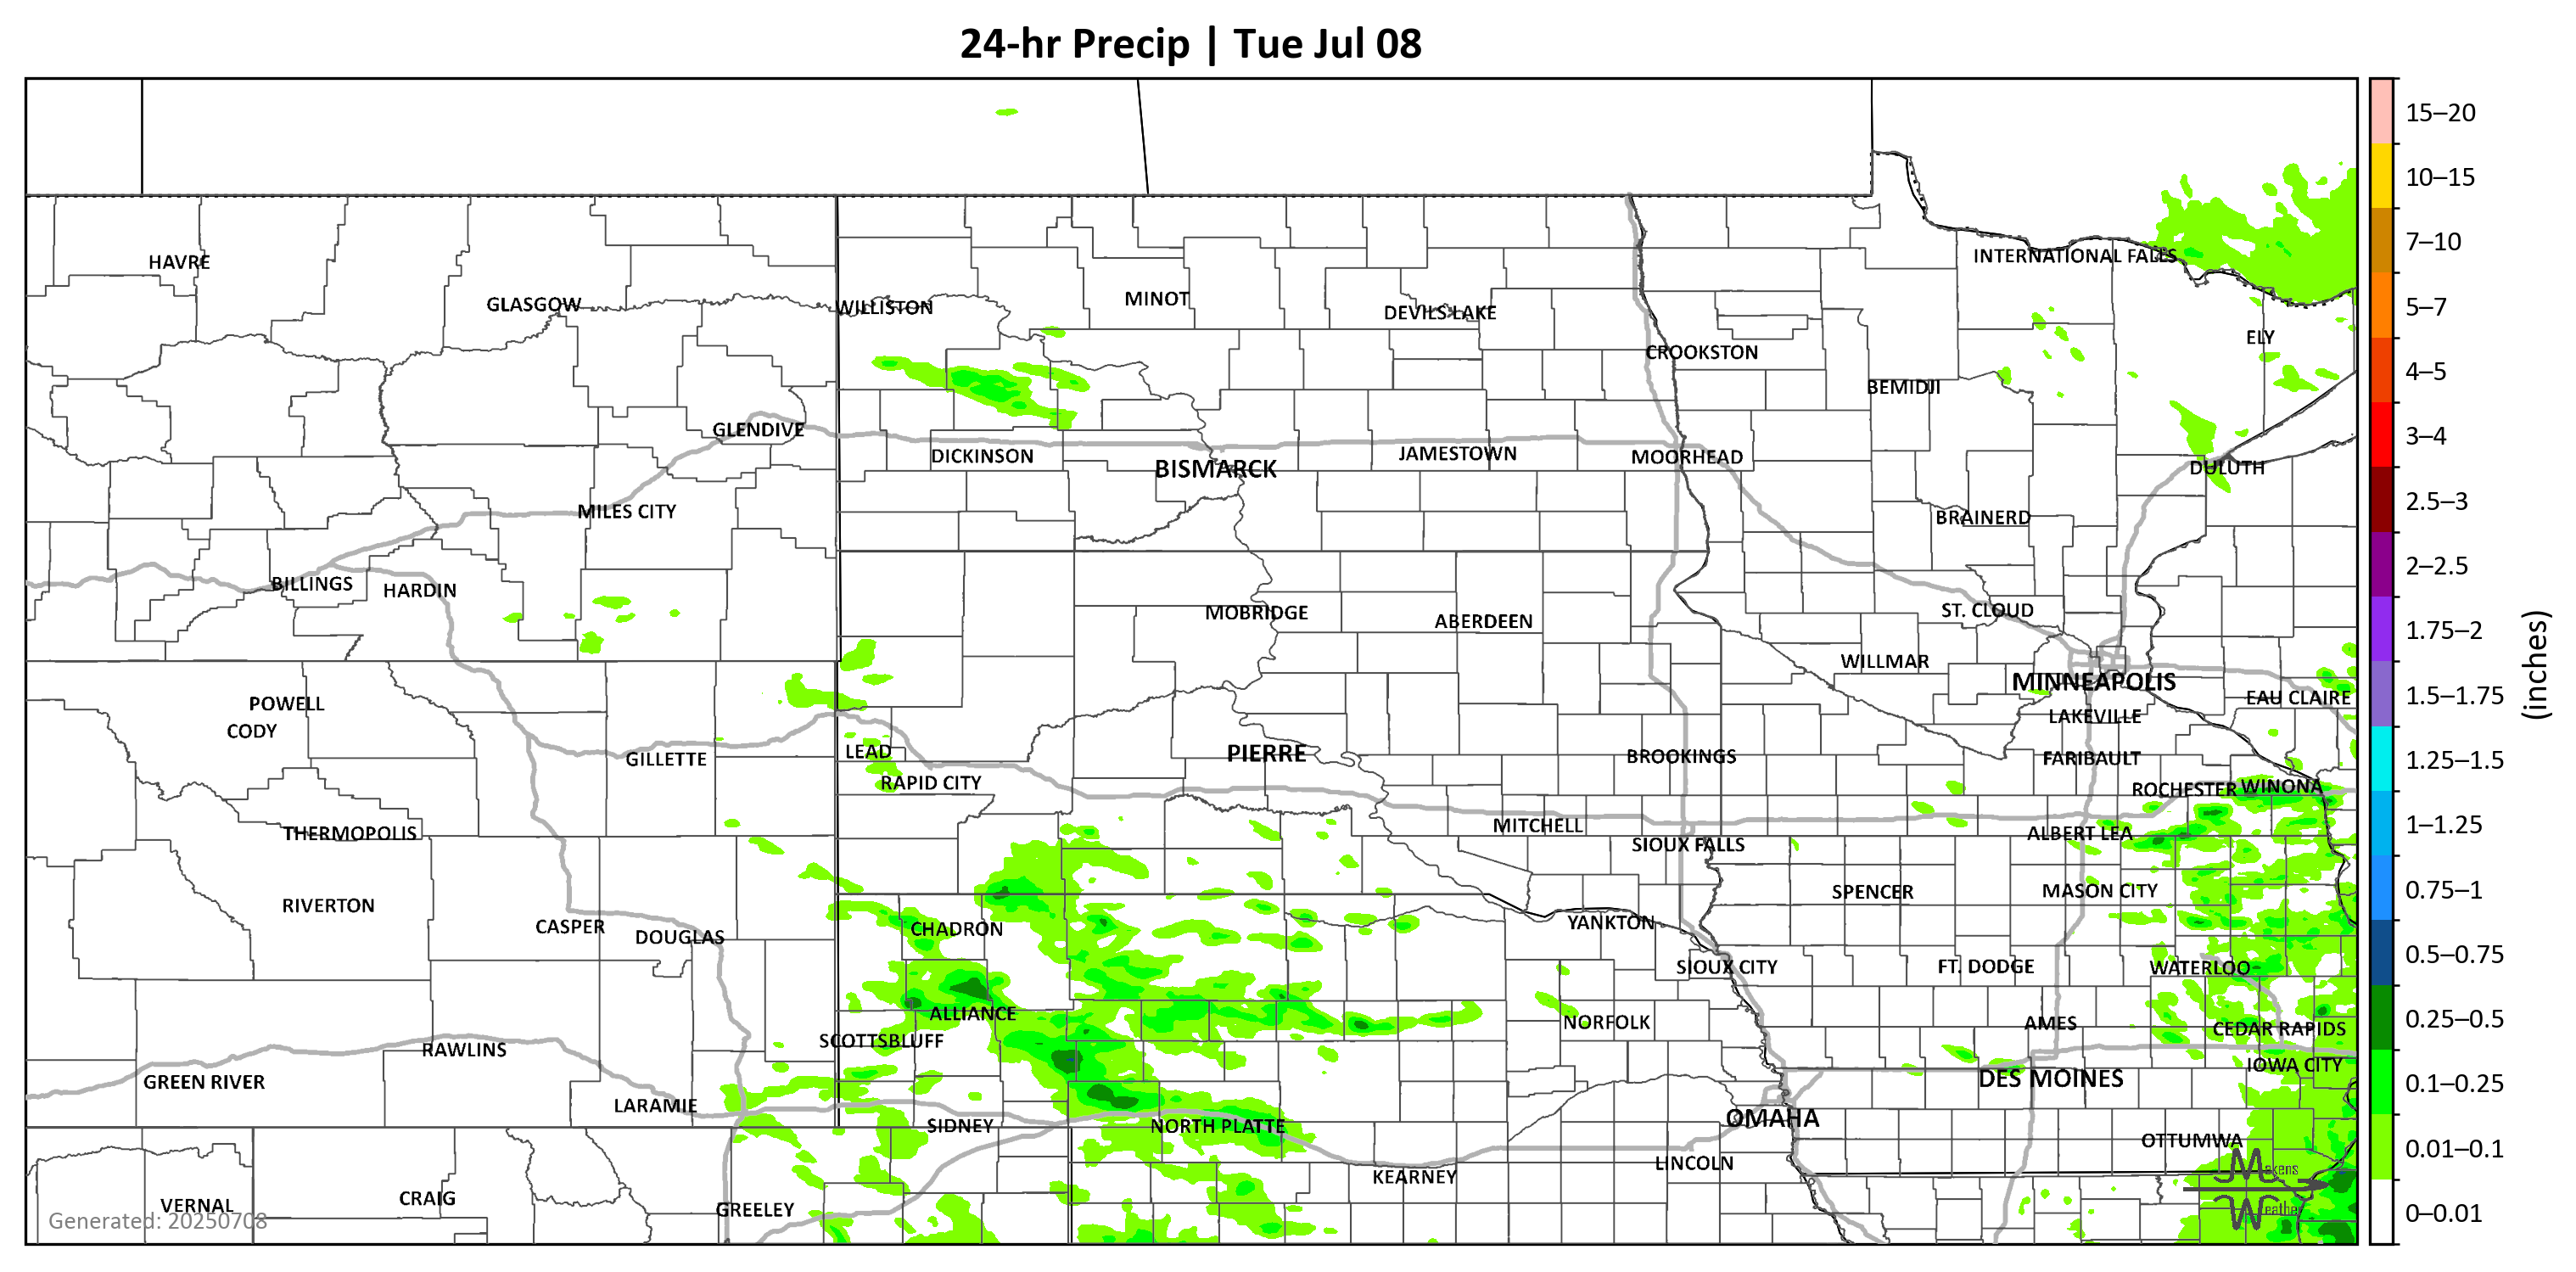 24-hr Precip | Tue Jul 08
15–20
10–15
7–10
5–7
4–5
3–4
2.5–3
2–2.5
1.75–2
1.5–1.75
1.25–1.5
1–1.25
0.75–1
0.5–0.75
0.25–0.5
0.1–0.25
0.01–0.1
0–0.01
(inches)
HAVRE
INTERNATIONAL FALLS
GLASGOW
WILLISTON
MINOT
DEVILS LAKE
ELY
CROOKSTON
BEMIDJI
GLENDIVE
DICKINSON
BISMARCK
JAMESTOWN
MOORHEAD
DULUTH
MILES CITY
BRAINERD
BILLINGS
HARDIN
MOBRIDGE
ABERDEEN
ST. CLOUD
WILLMAR
MINNEAPOLIS
EAU CLAIRE
POWELL
CODY
LAKEVILLE
GILLETTE
LEAD
PIERRE
BROOKINGS
FARIBAULT
RAPID CITY
ROCHESTER
WINONA
THERMOPOLIS
MITCHELL
SIOUX FALLS
ALBERT LEA
RIVERTON
SPENCER
MASON CITY
CASPER
DOUGLAS
CHADRON
YANKTON
SIOUX CITY
FT. DODGE
WATERLOO
ALLIANCE
NORFOLK
AMES
CEDAR RAPIDS
SCOTTSBLUFF
RAWLINS
IOWA CITY
GREEN RIVER
DES MOINES
LARAMIE
SIDNEY
NORTH PLATTE
OMAHA
OTTUMWA
LINCOLN
KEARNEY
VERNAL
CRAIG
GREELEY
Makens
Weather
Generated: 20250708